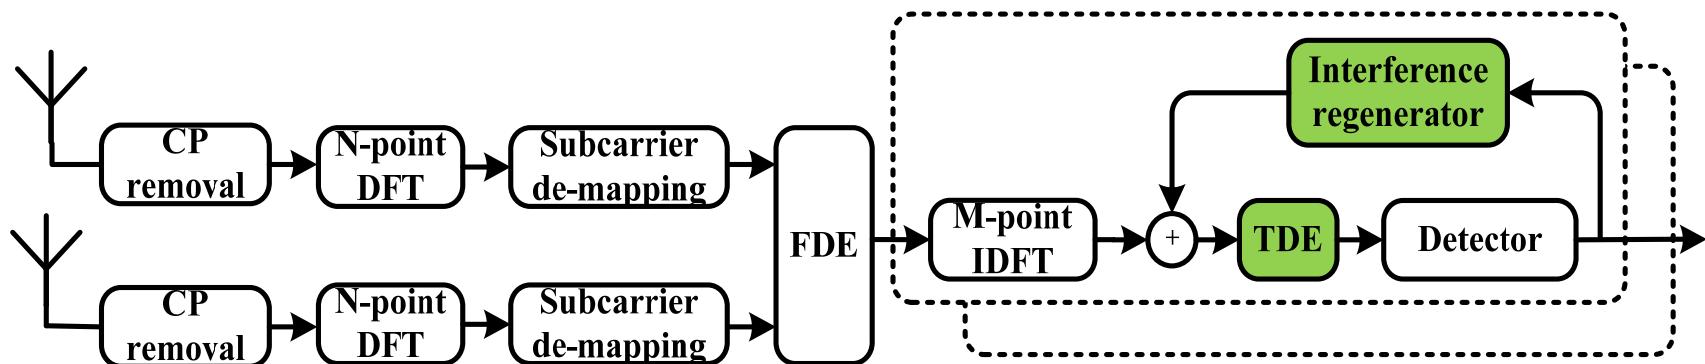 Interference
regenerator
CP
removal
N-point
DFT
Subcarrier
de-mapping
FDE
M-point
IDFT
+
TDE
Detector
CP
removal
N-point
DFT
Subcarrier
de-mapping